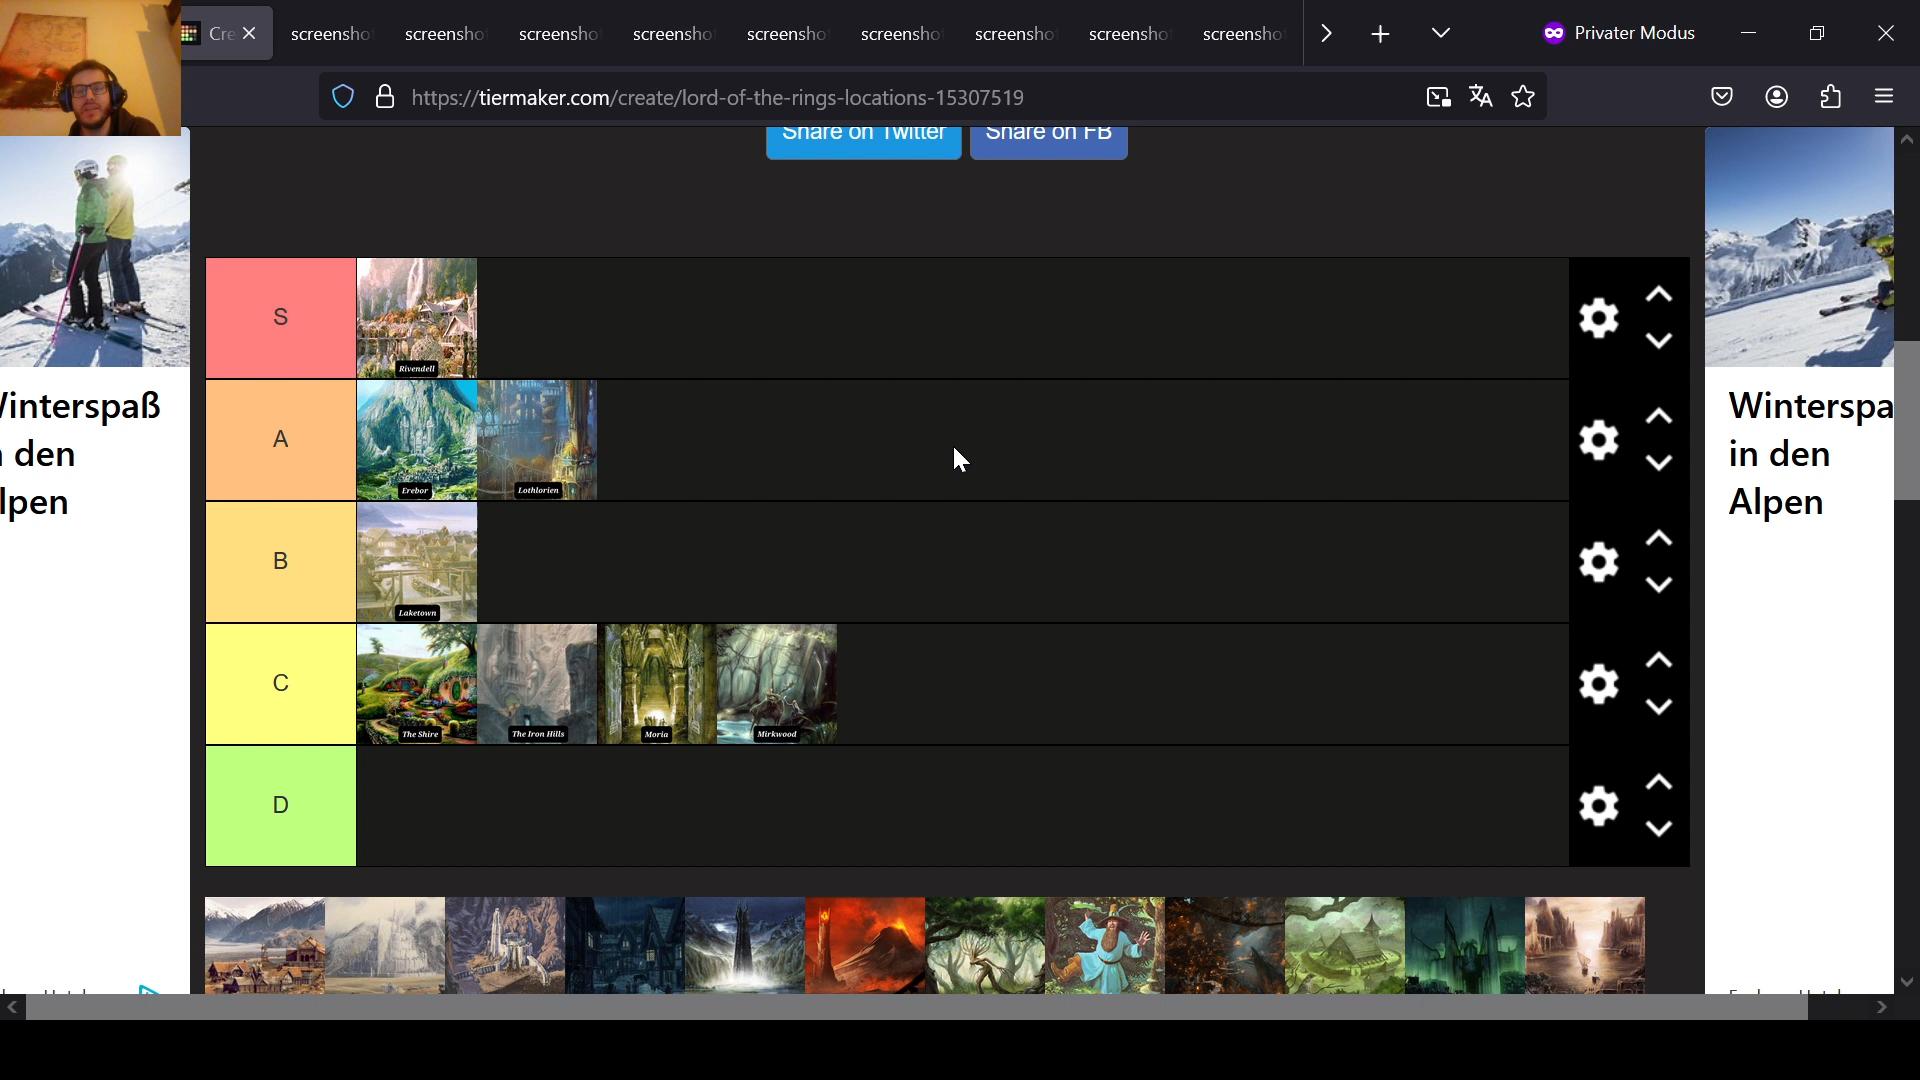 Cre
screensho
screensho
screensho
screensho
screensho
screensho
screensho
screensho
screensho
Privater Modus
https://tiermaker.com/create/lord-of-the-rings-locations-15307519
Share on Twitter
Share on FB
S
Rivendell
A
Erebor
Lothlorien
B
Laketown
C
The Shire
The Iron Hills
Moria
Mirkwood
D
Winterspaß
den
lpen
Winterspa
in den
Alpen